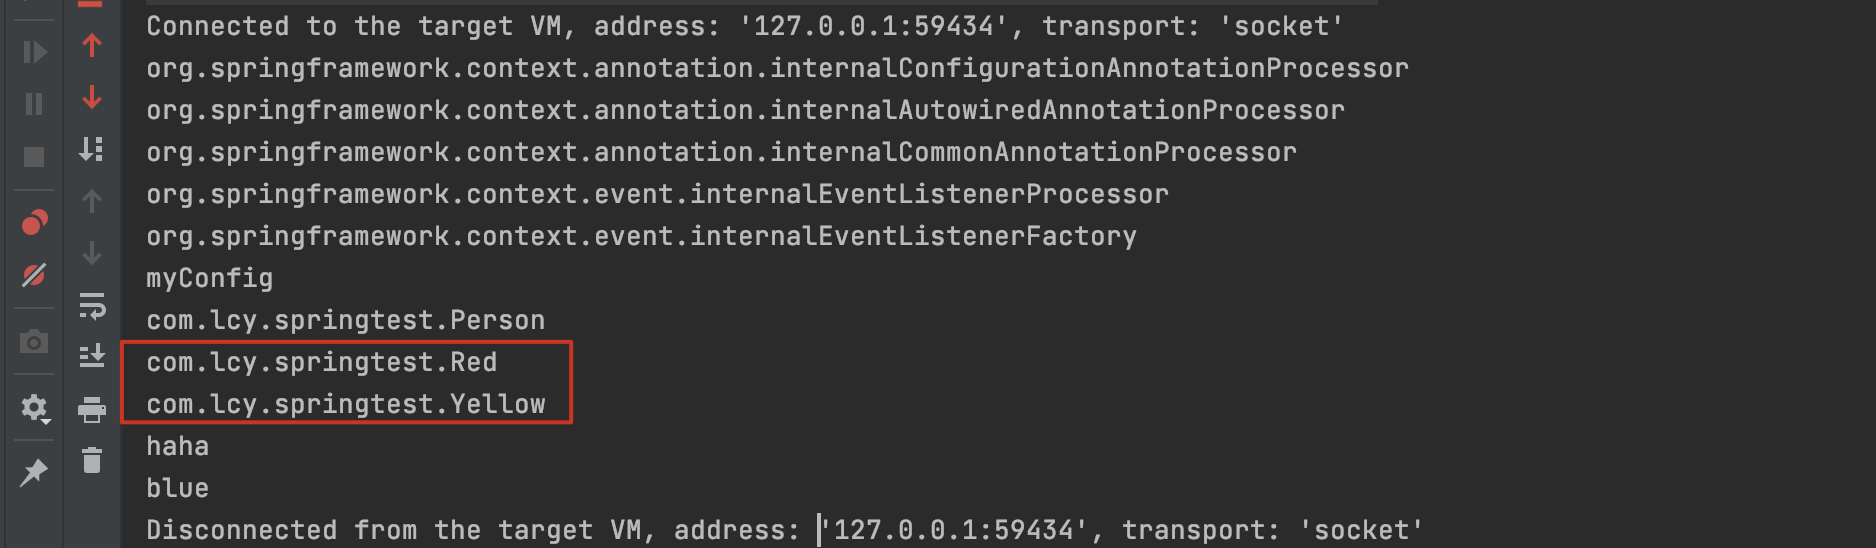 Connected to the target VM, address: '127.0.0.1:59434', transport: 'socket'
org.springframework.context.annotation.internalConfigurationAnnotationProcessor
org.springframework.context.annotation.internalAutowiredAnnotationProcessor
org.springframework.context.annotation.internalCommonAnnotationProcessor
org.springframework.context.event.internalEventListenerProcessor
org.springframework.context.event.internalEventListenerFactory
myConfig
com.lcy.springtest.Person
com.lcy.springtest.Red
com.lcy.springtest.Yellow
haha
blue
Disconnected from the target VM, address: '127.0.0.1:59434', transport: 'socket'